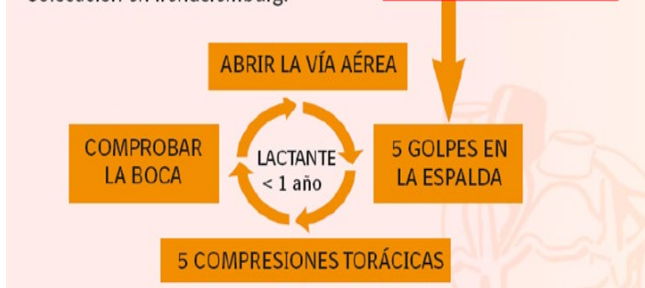 ABRIR LA VÍA AÉREA
COMPROBAR
LA BOCA
LACTANTE
< 1 año
5 GOLPES EN
LA ESPALDA
5 COMPRESIONES TORÁCICAS